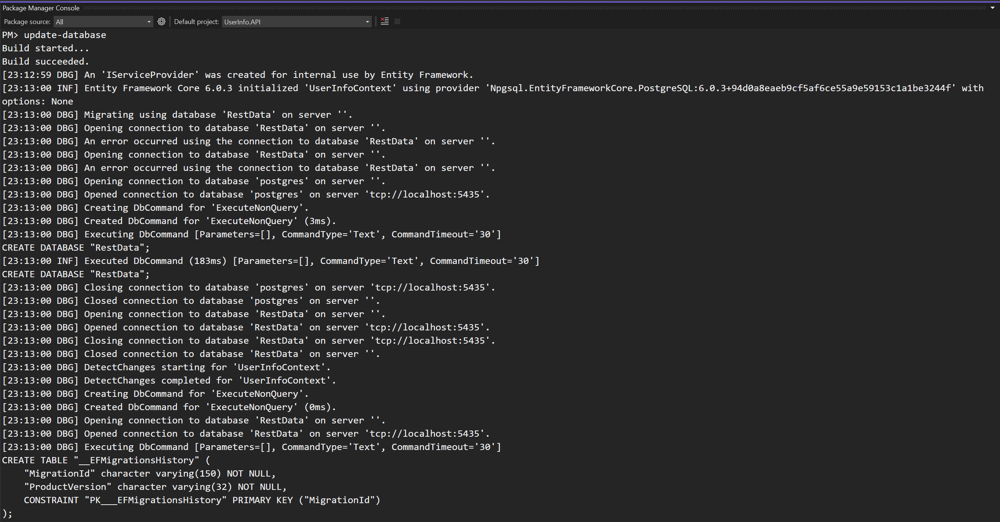 Package Manager Console
Package source: All Default project: UserInfo.API
PM> update-database
Build started...
Build succeeded.
[23:12:59 DBG] An 'IServiceProvider' was created for internal use by Entity Framework.
[23:13:00 INF] Entity Framework Core 6.0.3 initialized 'UserInfoContext' using provider 'Npgsql.EntityFrameworkCore.PostgreSQL:6.0.3+94d0a8eaeb9cf5af6ce55a9e59153c1a1be3244f' with
options: None
[23:13:00 DBG] Migrating using database 'RestData' on server ''.
[23:13:00 DBG] Opening connection to database 'RestData' on server ''.
[23:13:00 DBG] An error occurred using the connection to database 'RestData' on server ''.
[23:13:00 DBG] Opening connection to database 'RestData' on server ''.
[23:13:00 DBG] An error occurred using the connection to database 'RestData' on server ''.
[23:13:00 DBG] Opening connection to database 'postgres' on server ''.
[23:13:00 DBG] Opened connection to database 'postgres' on server 'tcp://localhost:5435'.
[23:13:00 DBG] Creating DbCommand for 'ExecuteNonQuery'.
[23:13:00 DBG] Created DbCommand for 'ExecuteNonQuery' (3ms).
[23:13:00 DBG] Executing DbCommand [Parameters=[], CommandType='Text', CommandTimeout='30']
CREATE DATABASE "RestData";
[23:13:00 INF] Executed DbCommand (183ms) [Parameters=[], CommandType='Text', CommandTimeout='30']
CREATE DATABASE "RestData";
[23:13:00 DBG] Closing connection to database 'postgres' on server 'tcp://localhost:5435'.
[23:13:00 DBG] Closed connection to database 'postgres' on server ''.
[23:13:00 DBG] Opening connection to database 'RestData' on server ''.
[23:13:00 DBG] Opened connection to database 'RestData' on server 'tcp://localhost:5435'.
[23:13:00 DBG] Closing connection to database 'RestData' on server 'tcp://localhost:5435'.
[23:13:00 DBG] Closed connection to database 'RestData' on server ''.
[23:13:00 DBG] DetectChanges starting for 'UserInfoContext'.
[23:13:00 DBG] DetectChanges completed for 'UserInfoContext'.
[23:13:00 DBG] Creating DbCommand for 'ExecuteNonQuery'.
[23:13:00 DBG] Created DbCommand for 'ExecuteNonQuery' (0ms).
[23:13:00 DBG] Opening connection to database 'RestData' on server ''.
[23:13:00 DBG] Opened connection to database 'RestData' on server 'tcp://localhost:5435'.
[23:13:00 DBG] Executing DbCommand [Parameters=[], CommandType='Text', CommandTimeout='30']
CREATE TABLE "__EFMigrationsHistory" (
    "MigrationId" character varying(150) NOT NULL,
    "ProductVersion" character varying(32) NOT NULL,
    CONSTRAINT "PK___EFMigrationsHistory" PRIMARY KEY ("MigrationId")
);